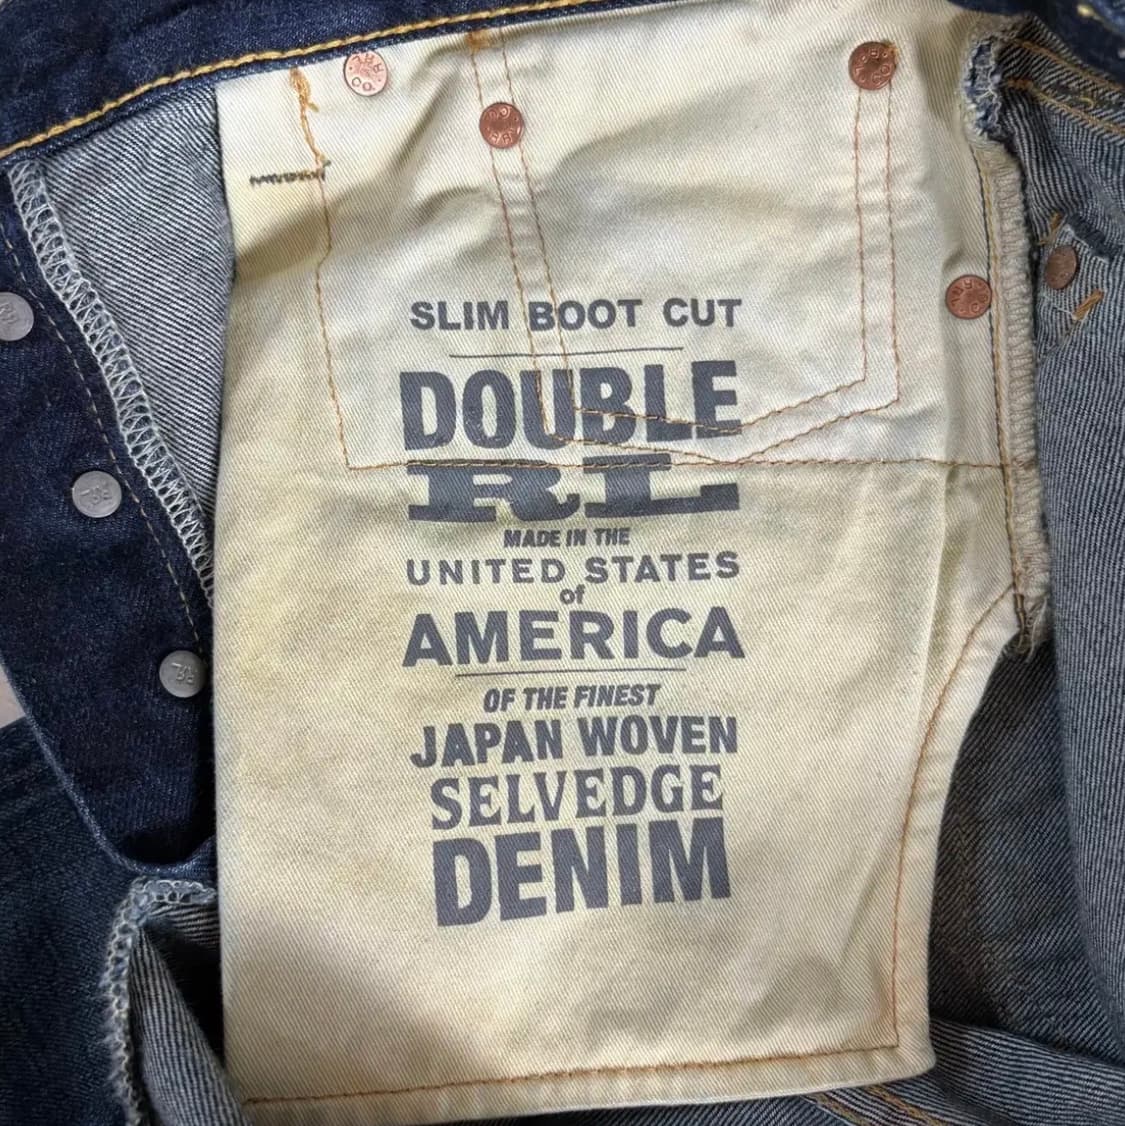 SLIM BOOT CUT
DOUBLE
RL
MADE IN THE
UNITED STATES
of
AMERICA
OF THE FINEST
JAPAN WOVEN
SELVEDGE
DENIM